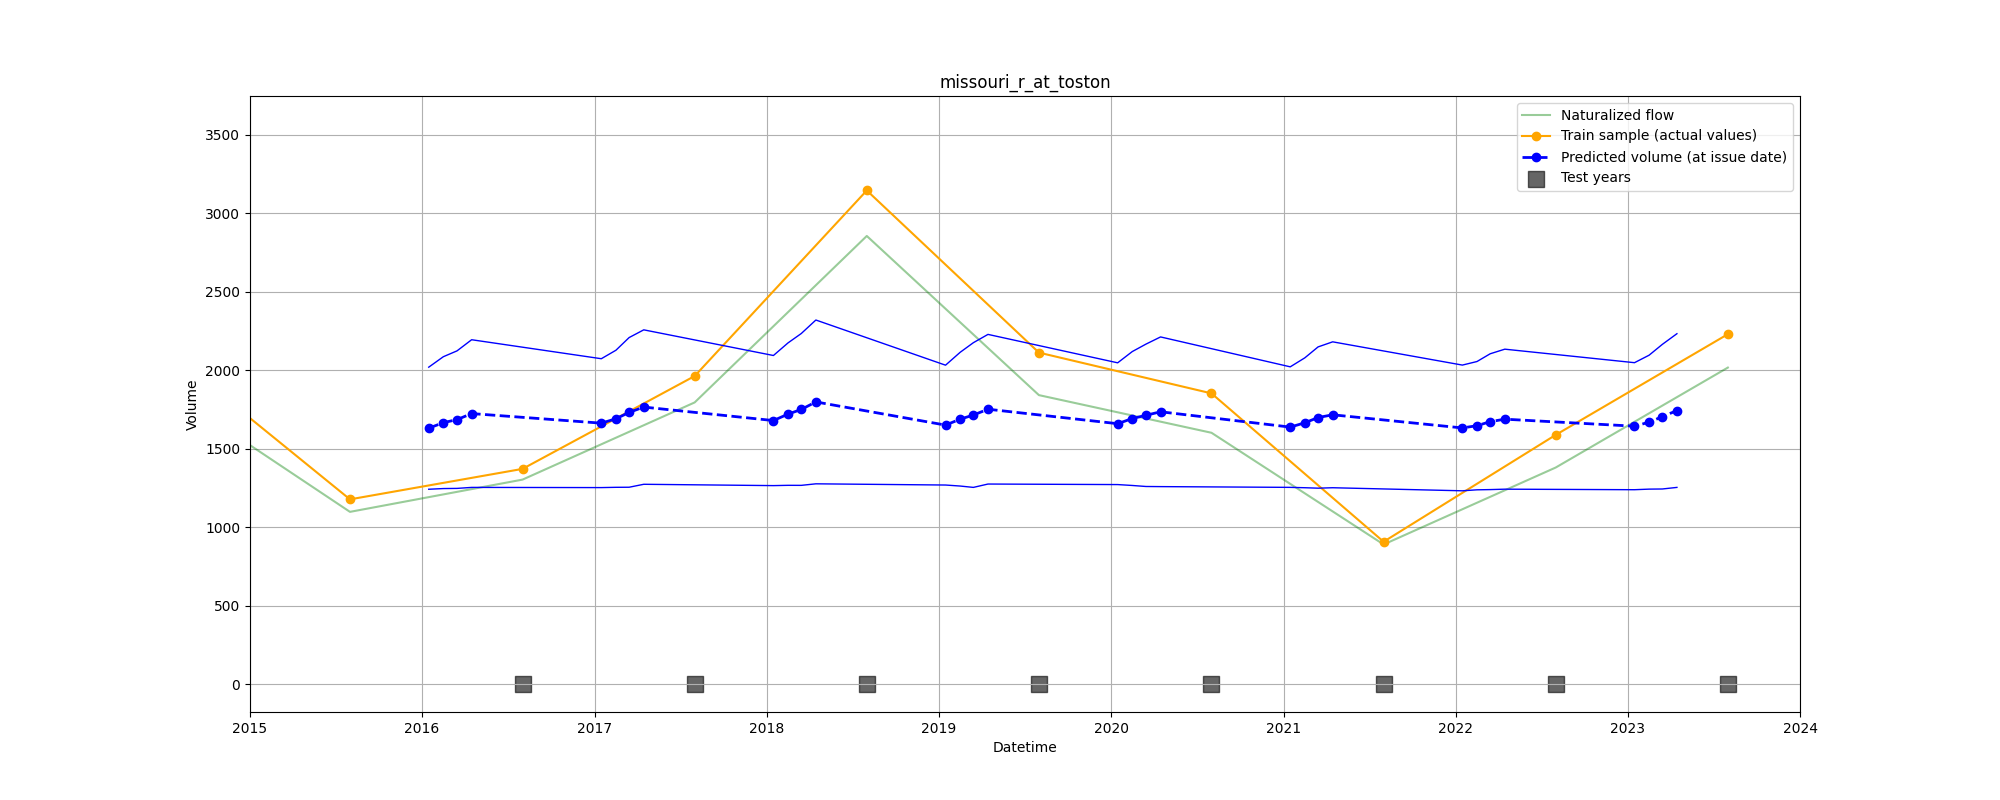 missouri_r_at_toston
Naturalized flow
Train sample (actual values)
Predicted volume (at issue date)
Test years
3500
3000
2500
2000
1500
1000
500
0
Volume
2015 2016 2017 2018 2019 2020 2021 2022 2023 2024
Datetime